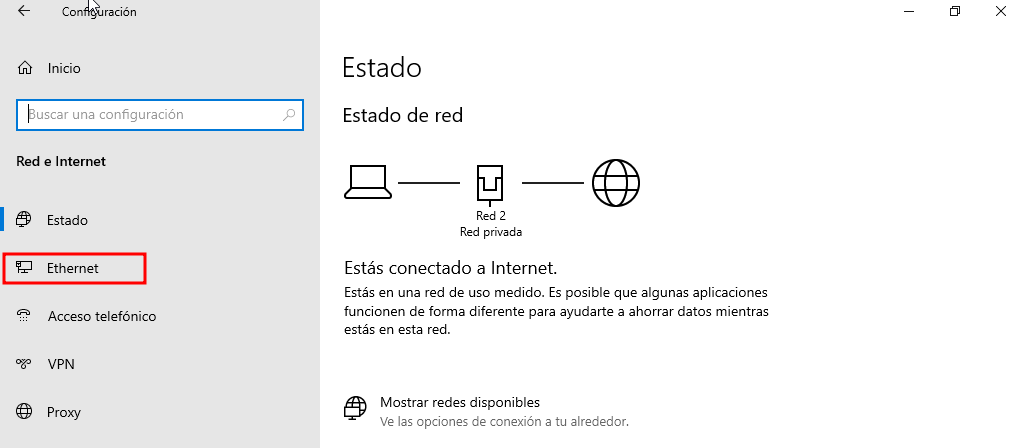 Configuración
Inicio
Buscar una configuración
Red e Internet
Estado
Ethernet
Acceso telefónico
VPN
Proxy
Estado
Estado de red
Red 2
Red privada
Estás conectado a Internet.
Estás en una red de uso medido. Es posible que algunas aplicaciones
funcionen de forma diferente para ayudarte a ahorrar datos mientras
estás en esta red.
Mostrar redes disponibles
Ve las opciones de conexión a tu alrededor.